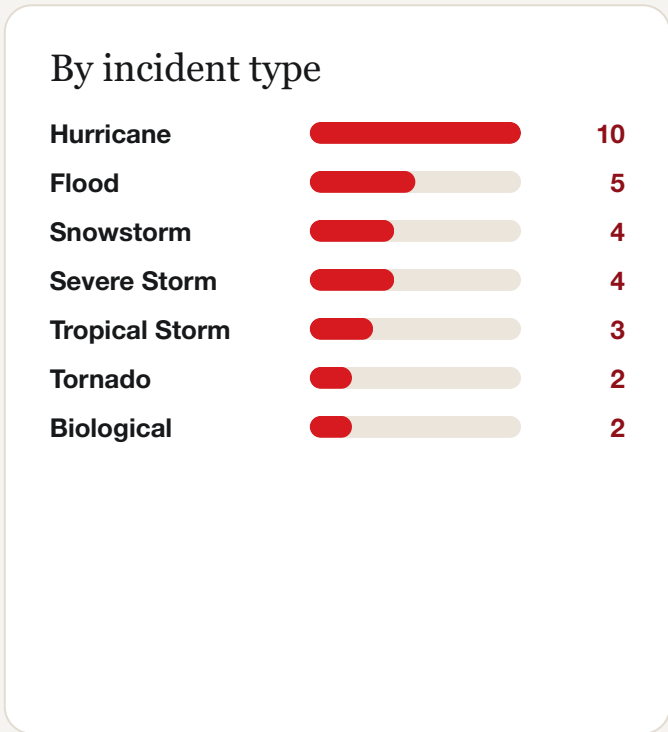 By incident type
Hurricane 10
Flood 5
Snowstorm 4
Severe Storm 4
Tropical Storm 3
Tornado 2
Biological 2